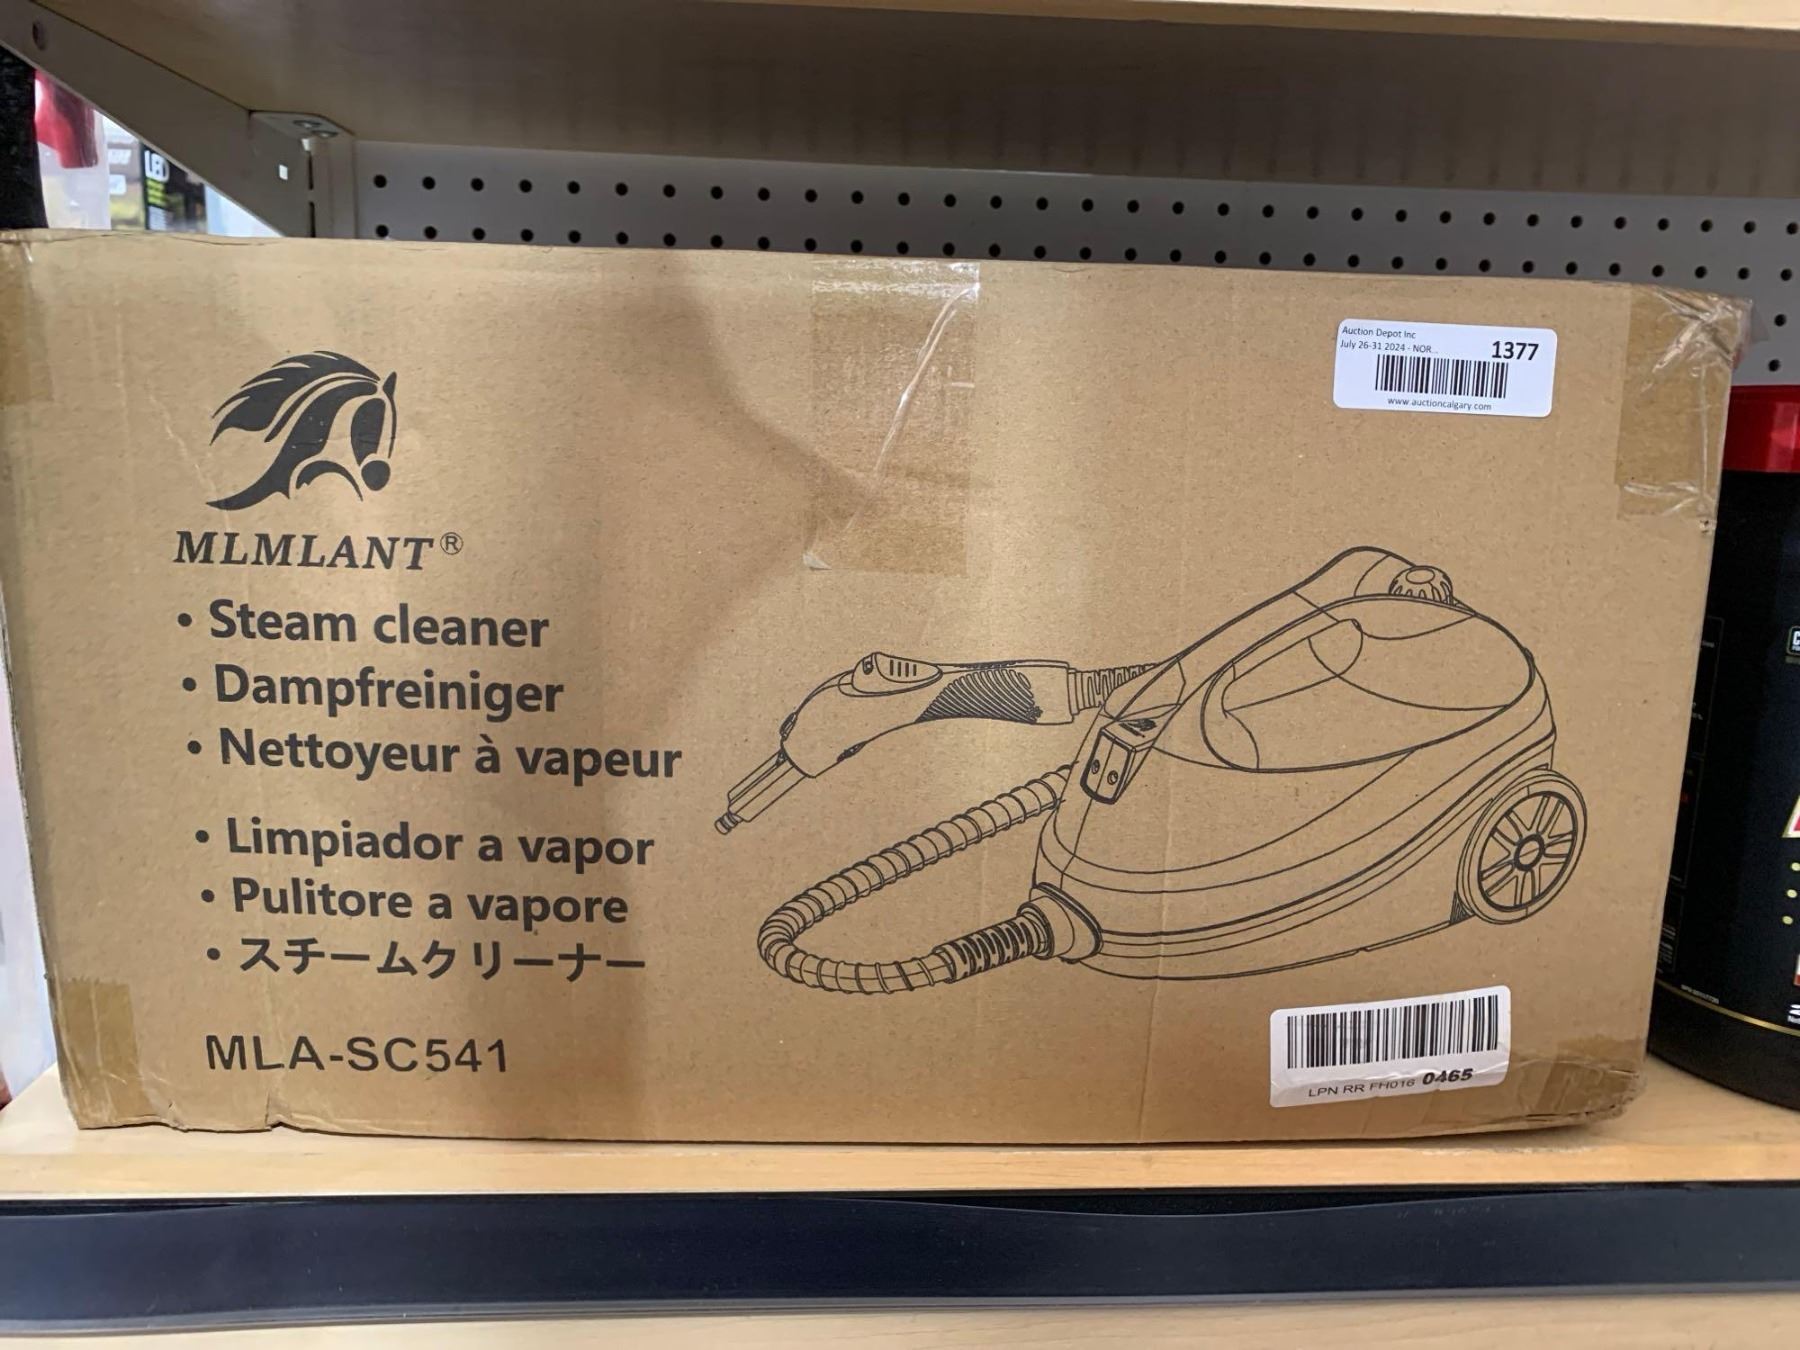 LED
Auction Depot Inc
July 26-31 2024 - NOR...
1377
www.auctioncalgary.com
MLMLANT®
• Steam cleaner
• Dampfreiniger
• Nettoyeur à vapeur
• Limpiador a vapor
• Pulitore a vapore
• スチームクリーナー
MLA-SC541
LPN RR FH016 0465